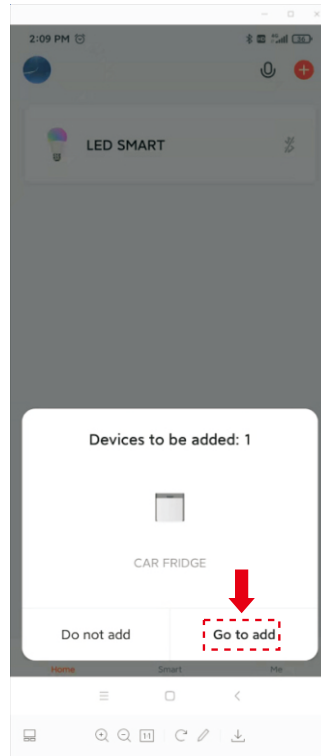 2:09 PM
LED SMART
Devices to be added: 1
CAR FRIDGE
Do not add
Go to add
Home
Smart
Me
1:1